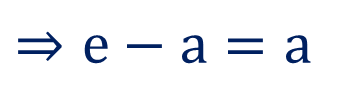 ⇒ e − a = a